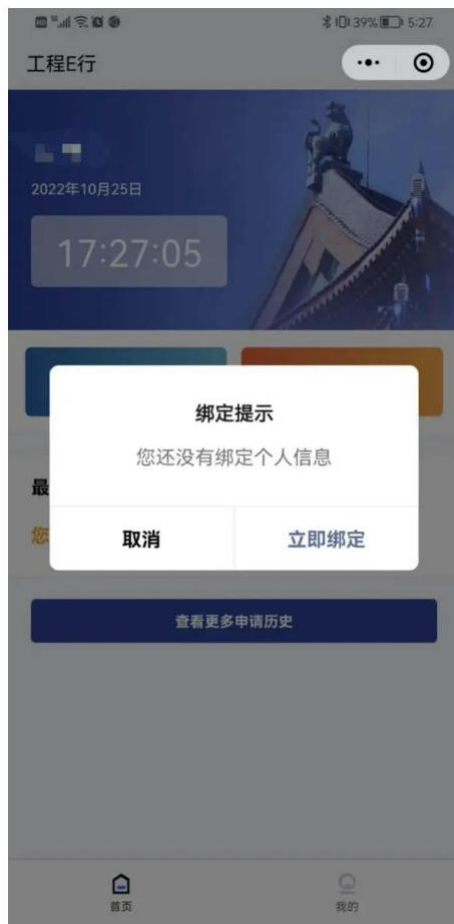 39% 5:27
工程E行
2022年10月25日
17:27:05
绑定提示
您还没有绑定个人信息
最
您
取消
立即绑定
查看更多申请历史
首页
我的